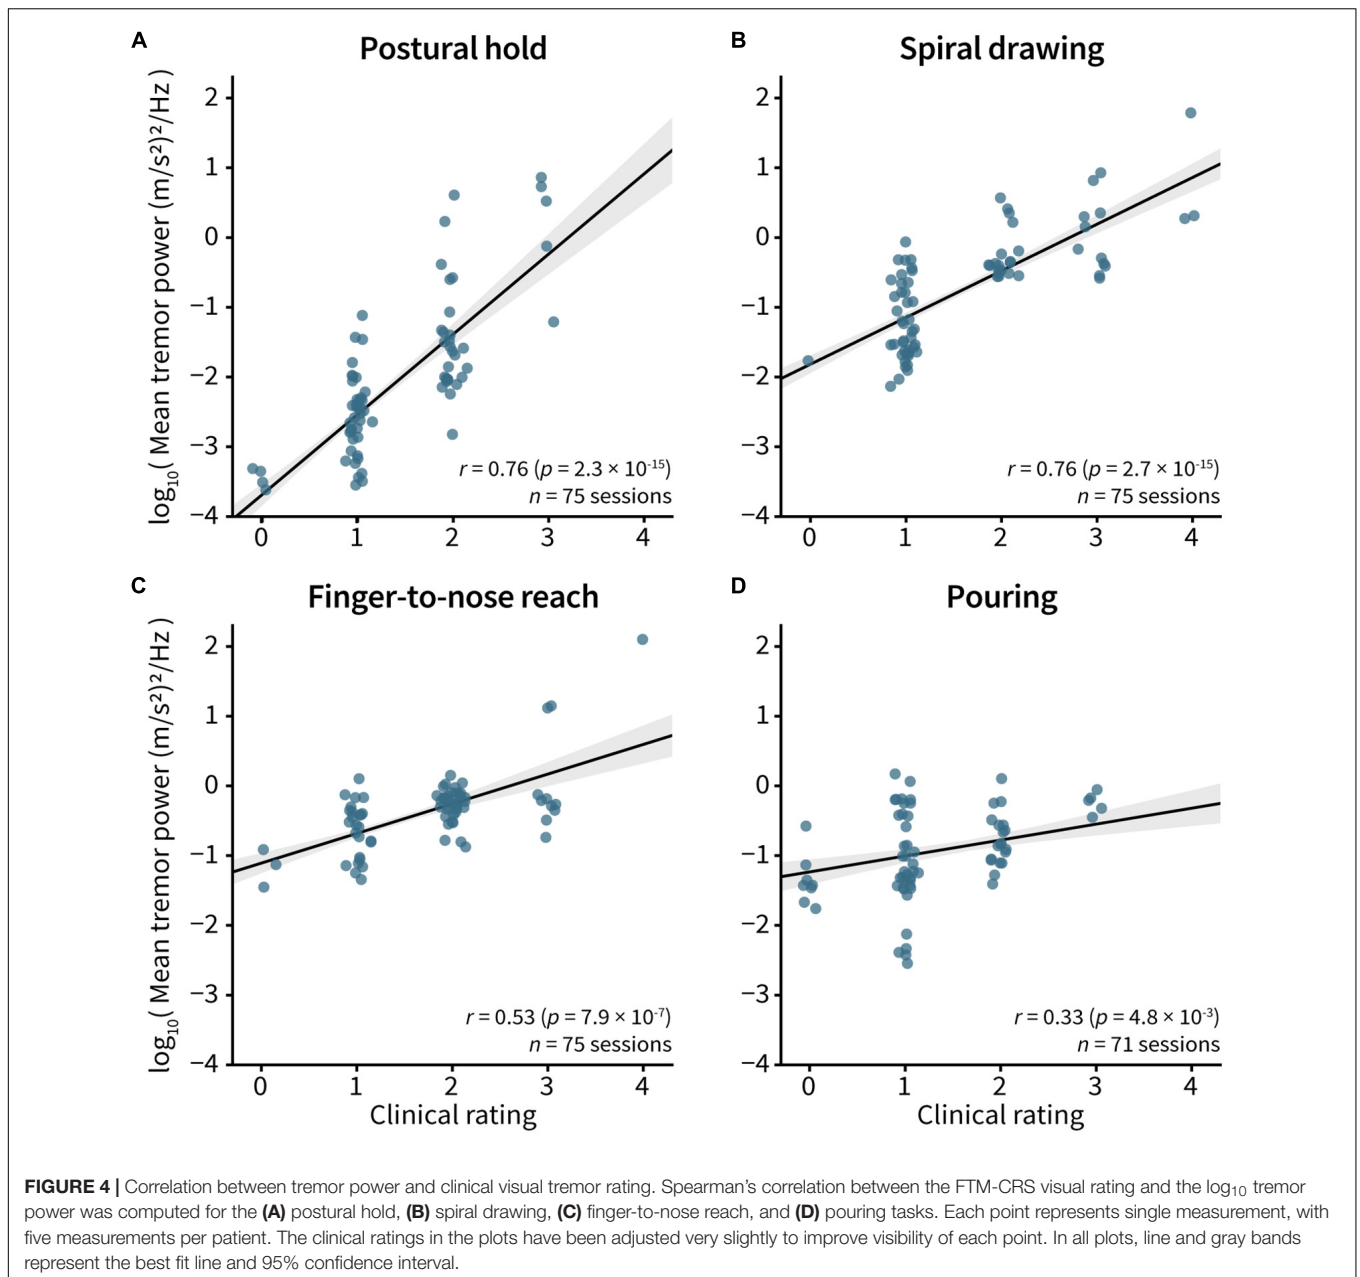 A
Postural hold
B
Spiral drawing
log₁₀( Mean tremor power (m/s²)²/Hz )
2
1
0
−1
−2
−3
−4
r = 0.76 (p = 2.3 × 10⁻¹⁵)
n = 75 sessions
0 1 2 3 4
2
1
0
−1
−2
−3
−4
r = 0.76 (p = 2.7 × 10⁻¹⁵)
n = 75 sessions
0 1 2 3 4
C
Finger-to-nose reach
D
Pouring
log₁₀( Mean tremor power (m/s²)²/Hz )
2
1
0
−1
−2
−3
−4
r = 0.53 (p = 7.9 × 10⁻⁷)
n = 75 sessions
0 1 2 3 4
Clinical rating
2
1
0
−1
−2
−3
−4
r = 0.33 (p = 4.8 × 10⁻³)
n = 71 sessions
0 1 2 3 4
Clinical rating
FIGURE 4 | Correlation between tremor power and clinical visual tremor rating. Spearman’s correlation between the FTM-CRS visual rating and the log₁₀ tremor
power was computed for the (A) postural hold, (B) spiral drawing, (C) finger-to-nose reach, and (D) pouring tasks. Each point represents single measurement, with
five measurements per patient. The clinical ratings in the plots have been adjusted very slightly to improve visibility of each point. In all plots, line and gray bands
represent the best fit line and 95% confidence interval.